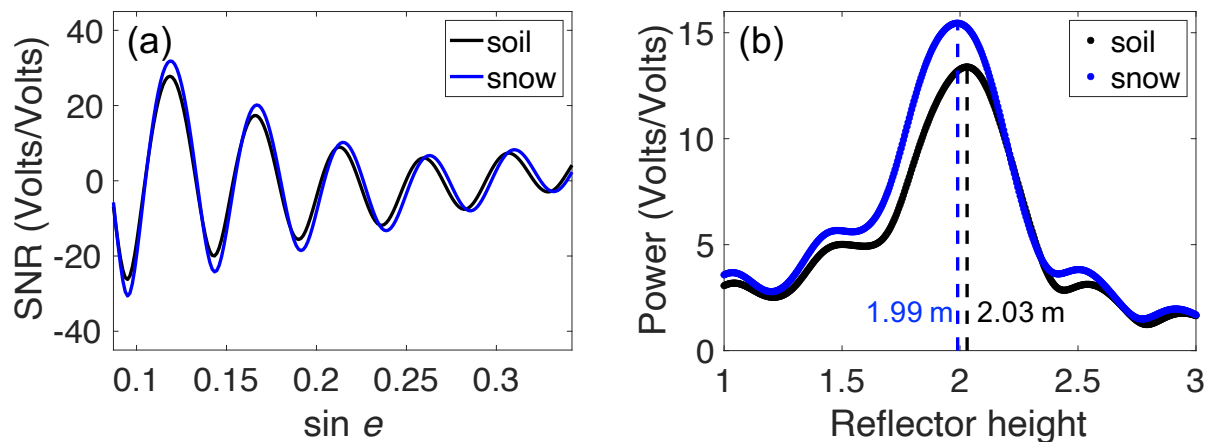 (a)
soil
snow
SNR (Volts/Volts)
40
20
0
-20
-40
0.1 0.15 0.2 0.25 0.3
sin e
(b)
soil
snow
Power (Volts/Volts)
15
10
5
0
1.99 m 2.03 m
1 1.5 2 2.5 3
Reflector height